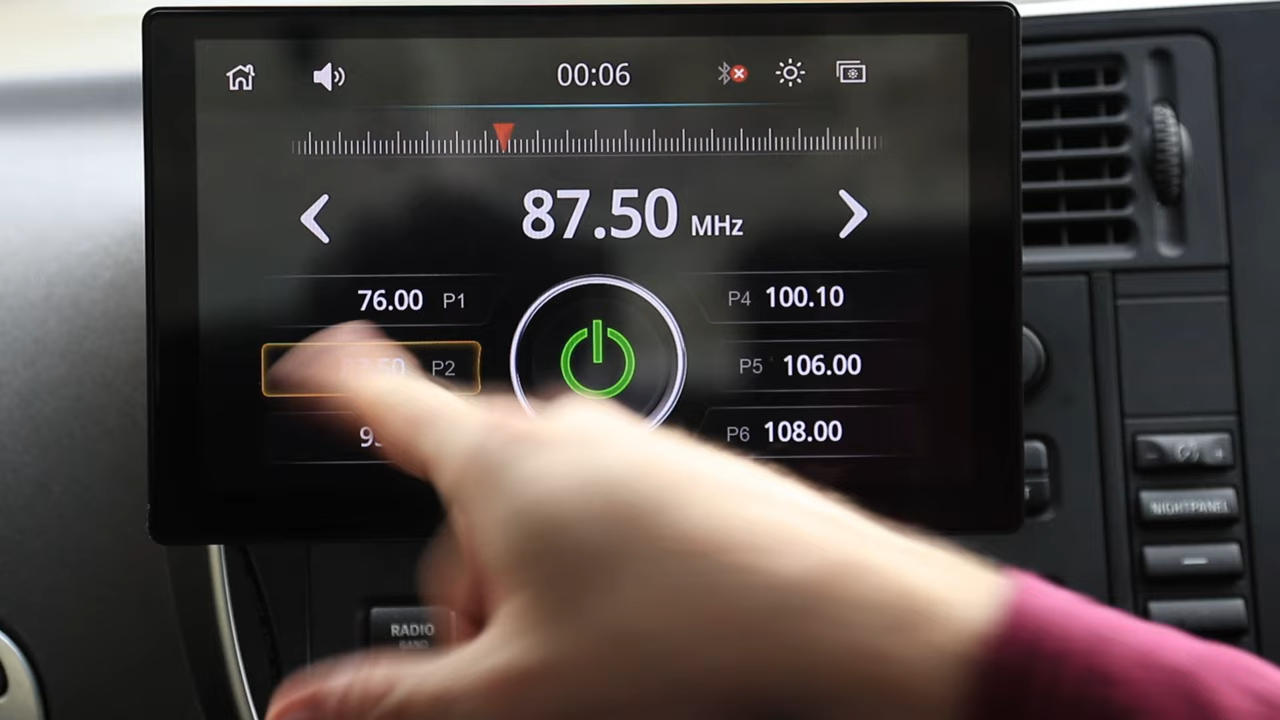 00:06
87.50 MHz
76.00 P1
P4 100.10
P2
P5 106.00
P6 108.00
NIGHTPANEL
RADIO